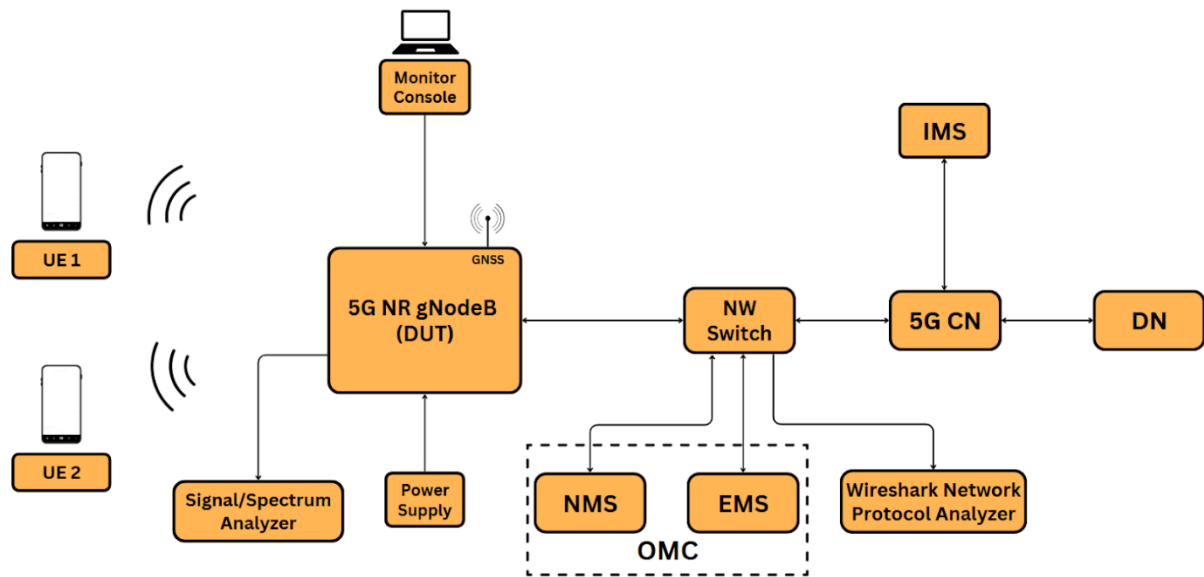 Monitor
Console
IMS
UE 1
GNSS
5G NR gNodeB
(DUT)
NW
Switch
5G CN
DN
UE 2
Signal/Spectrum
Analyzer
Power
Supply
NMS
EMS
Wireshark Network
Protocol Analyzer
OMC